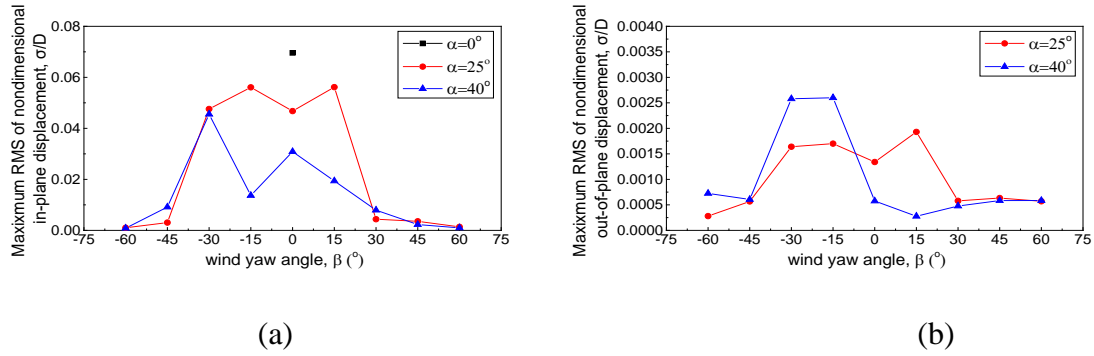 Maxixmum RMS of nondimensional
in-plane displacement, σ/D
0.08
0.06
0.04
0.02
0.00
-75 -60 -45 -30 -15 0 15 30 45 60 75
wind yaw angle, β (°)
α=0°
α=25°
α=40°
(a)
Maxixmum RMS of nondimensional
out-of-plane displacement, σ/D
0.0040
0.0035
0.0030
0.0025
0.0020
0.0015
0.0010
0.0005
0.0000
-75 -60 -45 -30 -15 0 15 30 45 60 75
wind yaw angle, β (°)
α=25°
α=40°
(b)